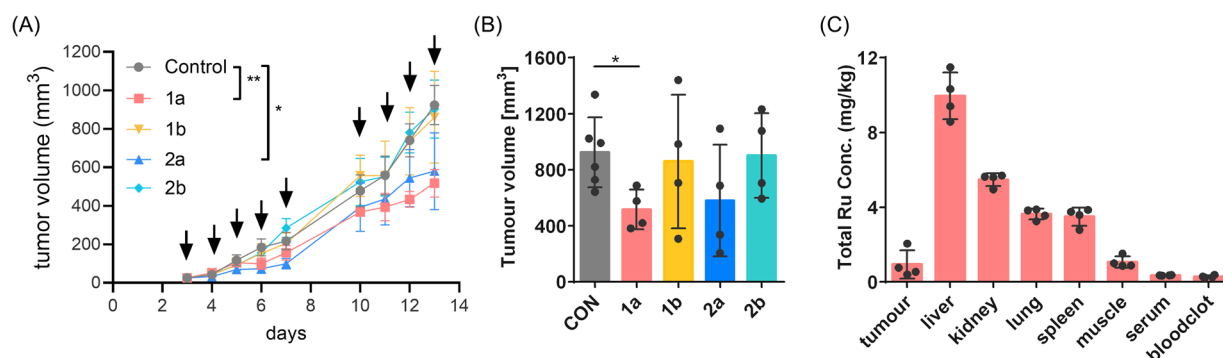 (A)
tumor volume (mm³)
1200
1000
800
600
400
200
0
0 2 4 6 8 10 12 14
days
Control
1a
1b
2a
2b
**
*
(B)
Tumour volume [mm³]
1600
1200
800
400
0
*
CON 1a 1b 2a 2b
(C)
Total Ru Conc. (mg/kg)
12
8
4
0
tumour liver kidney lung spleen muscle serum bloodclot